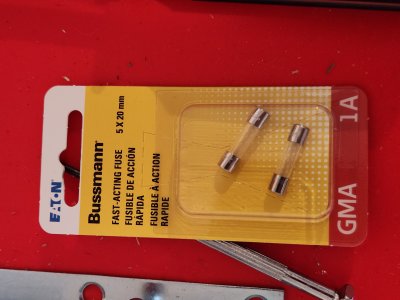 EATON
Bussmann
FAST-ACTING FUSE
5 X 20 mm
FUSIBLE DE ACCIÓN
RÁPIDA
FUSIBLE À ACTION
RAPIDE
GMA 1A